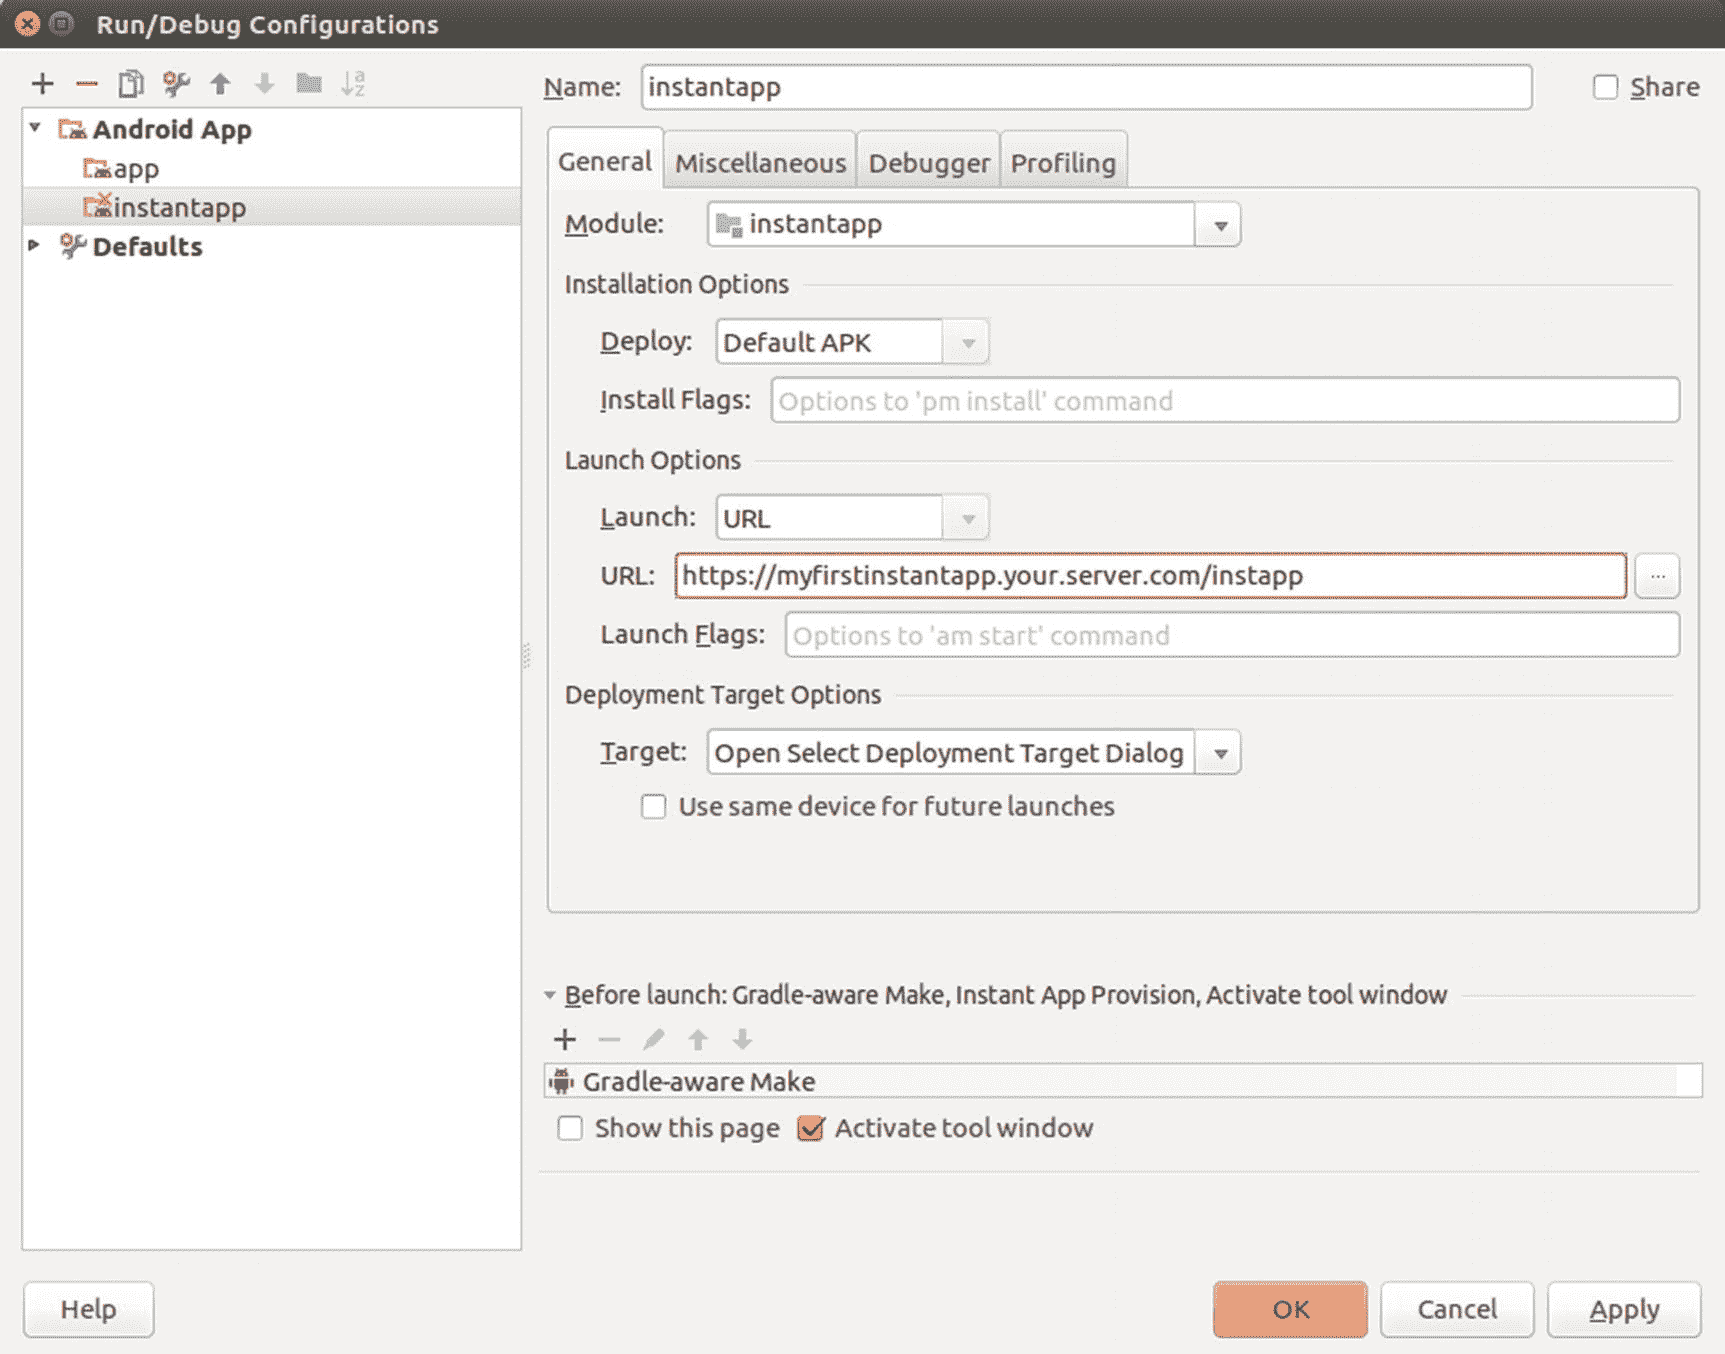 Run/Debug Configurations
Name: instantapp Share
Android App
app
instantapp
Defaults
General Miscellaneous Debugger Profiling
Module: instantapp
Installation Options
Deploy: Default APK
Install Flags: Options to 'pm install' command
Launch Options
Launch: URL
URL: https://myfirstinstantapp.your.server.com/instapp ...
Launch Flags: Options to 'am start' command
Deployment Target Options
Target: Open Select Deployment Target Dialog
Use same device for future launches
Before launch: Gradle-aware Make, Instant App Provision, Activate tool window
Gradle-aware Make
Show this page Activate tool window
Help OK Cancel Apply